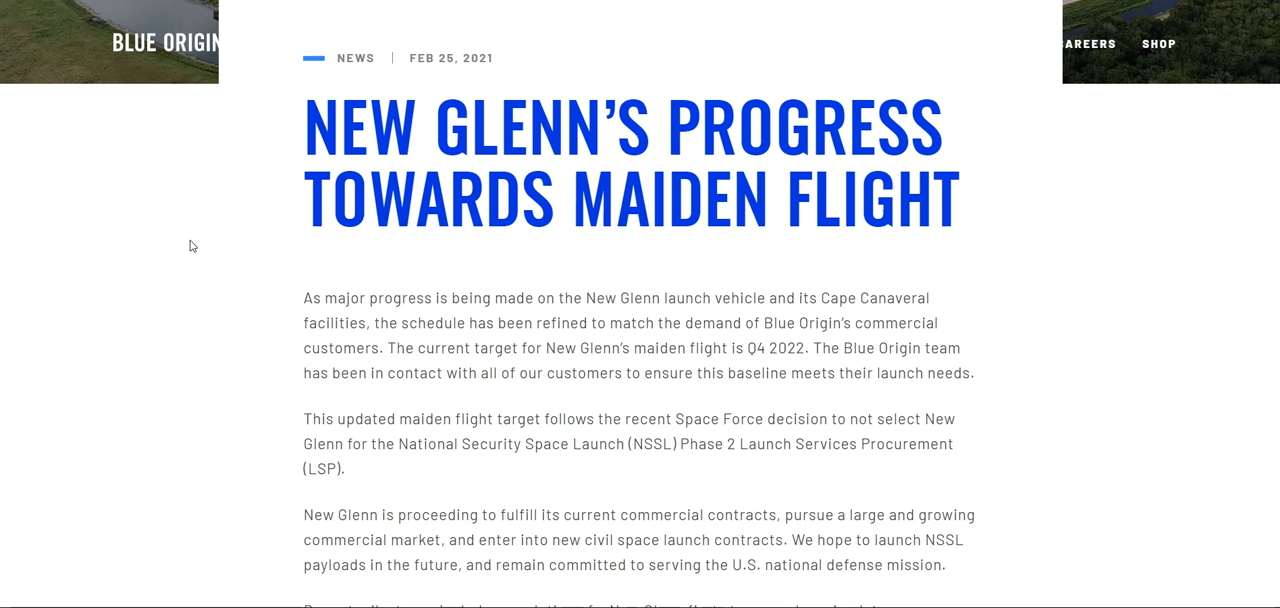 BLUE ORIGIN
CAREERS SHOP
NEWS | FEB 25, 2021
NEW GLENN’S PROGRESS
TOWARDS MAIDEN FLIGHT
As major progress is being made on the New Glenn launch vehicle and its Cape Canaveral
facilities, the schedule has been refined to match the demand of Blue Origin’s commercial
customers. The current target for New Glenn’s maiden flight is Q4 2022. The Blue Origin team
has been in contact with all of our customers to ensure this baseline meets their launch needs.
This updated maiden flight target follows the recent Space Force decision to not select New
Glenn for the National Security Space Launch (NSSL) Phase 2 Launch Services Procurement
(LSP).
New Glenn is proceeding to fulfill its current commercial contracts, pursue a large and growing
commercial market, and enter into new civil space launch contracts. We hope to launch NSSL
payloads in the future, and remain committed to serving the U.S. national defense mission.